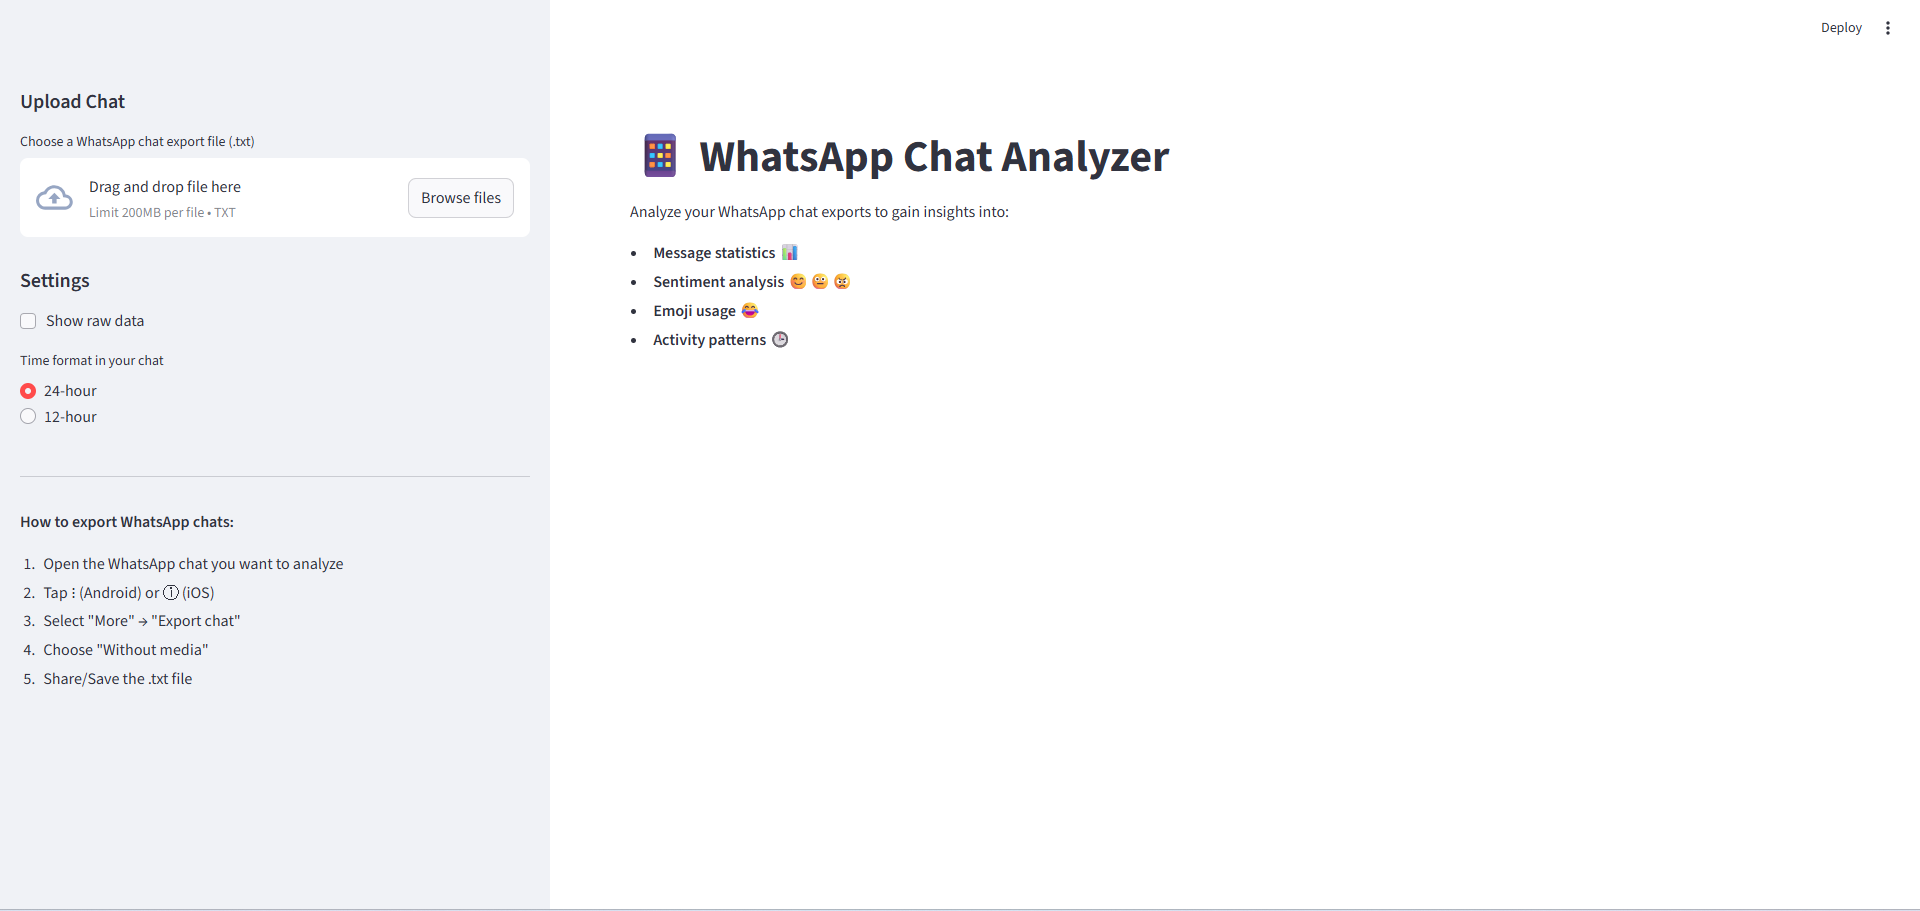 Deploy
Upload Chat
Choose a WhatsApp chat export file (.txt)
Drag and drop file here
Limit 200MB per file • TXT
Browse files
Settings
Show raw data
Time format in your chat
24-hour
12-hour
How to export WhatsApp chats:
1. Open the WhatsApp chat you want to analyze
2. Tap ⋮ (Android) or ⓘ (iOS)
3. Select "More" → "Export chat"
4. Choose "Without media"
5. Share/Save the .txt file
📱 WhatsApp Chat Analyzer
Analyze your WhatsApp chat exports to gain insights into:
• Message statistics 📊
• Sentiment analysis 😊 😐 😠
• Emoji usage 😂
• Activity patterns 🕒